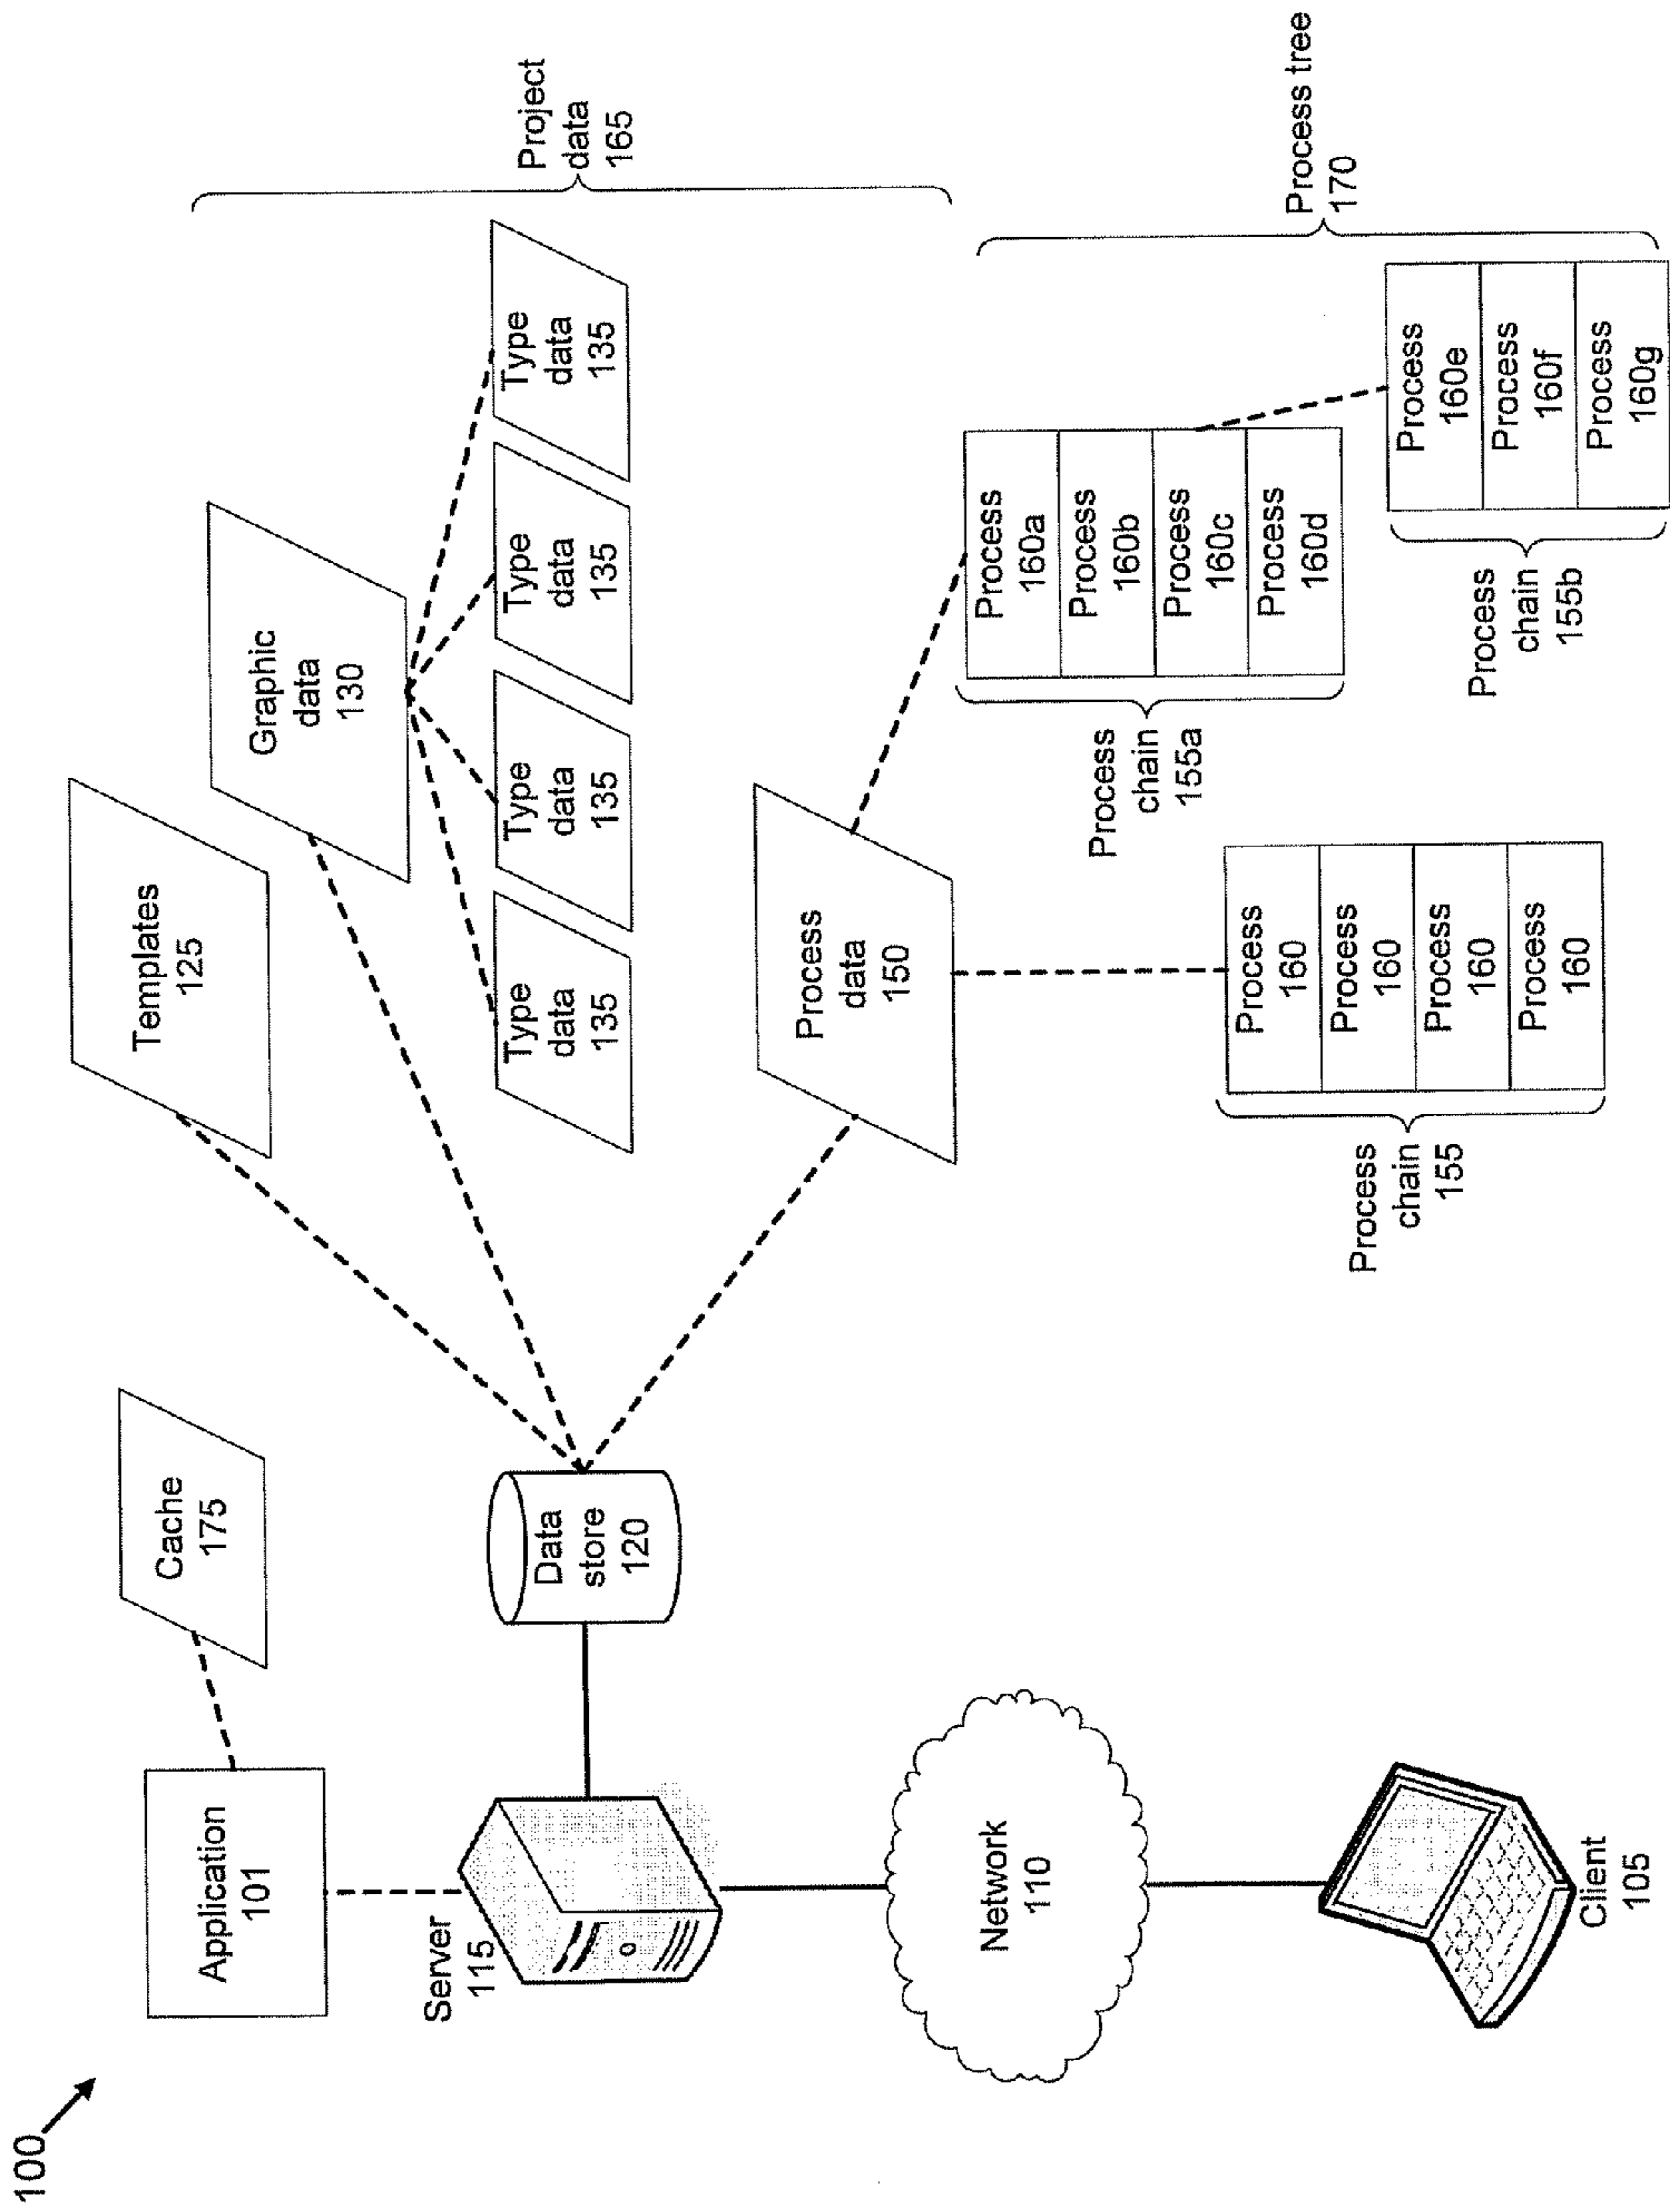 100
Application
101
Cache
175
Templates
125
Graphic
data
130
Project
data
165
Server
115
Data
store
120
Type
data
135
Type
data
135
Type
data
135
Type
data
135
Process
data
150
Network
110
Client
105
Process
chain
155
Process
160
Process
160
Process
160
Process
160
Process
chain
155a
Process
160a
Process
160b
Process
160c
Process
160d
Process
chain
155b
Process
160e
Process
160f
Process
160g
Process tree
170